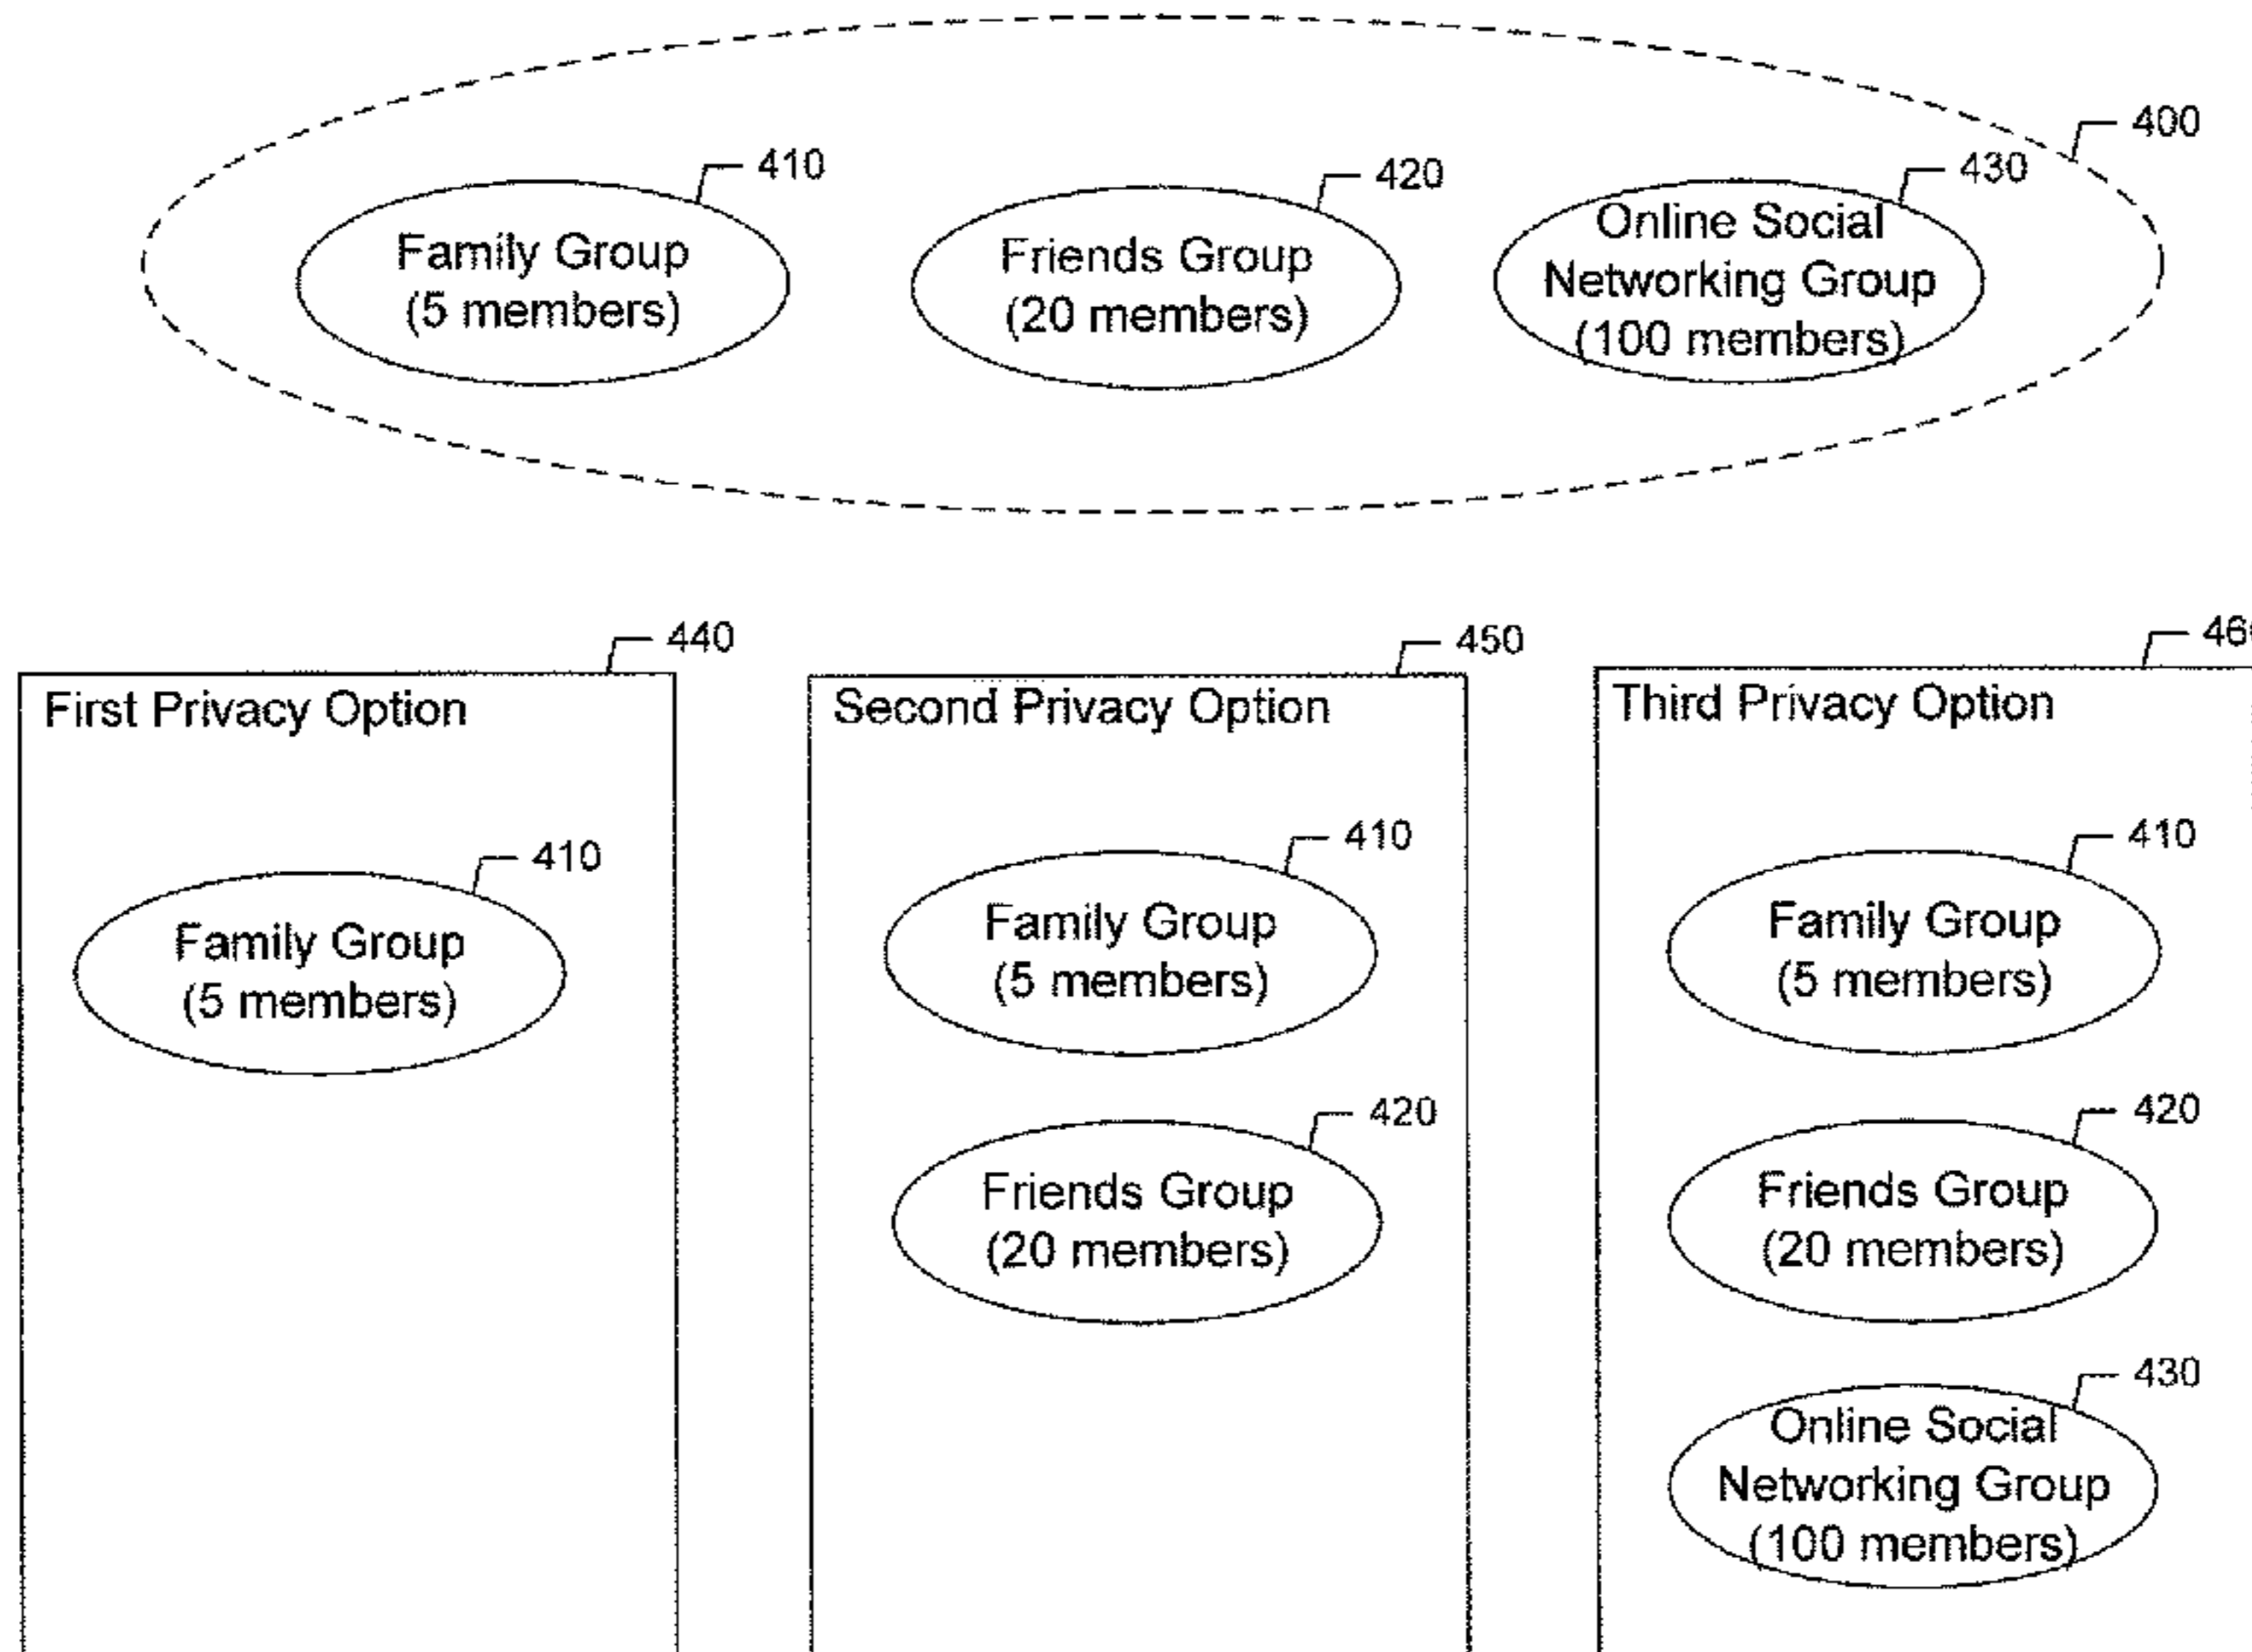 400
410
420
430
Family Group
(5 members)
Friends Group
(20 members)
Online Social
Networking Group
(100 members)
440
First Privacy Option
410
Family Group
(5 members)
450
Second Privacy Option
410
Family Group
(5 members)
420
Friends Group
(20 members)
Third Privacy Option
410
Family Group
(5 members)
420
Friends Group
(20 members)
430
Online Social
Networking Group
(100 members)